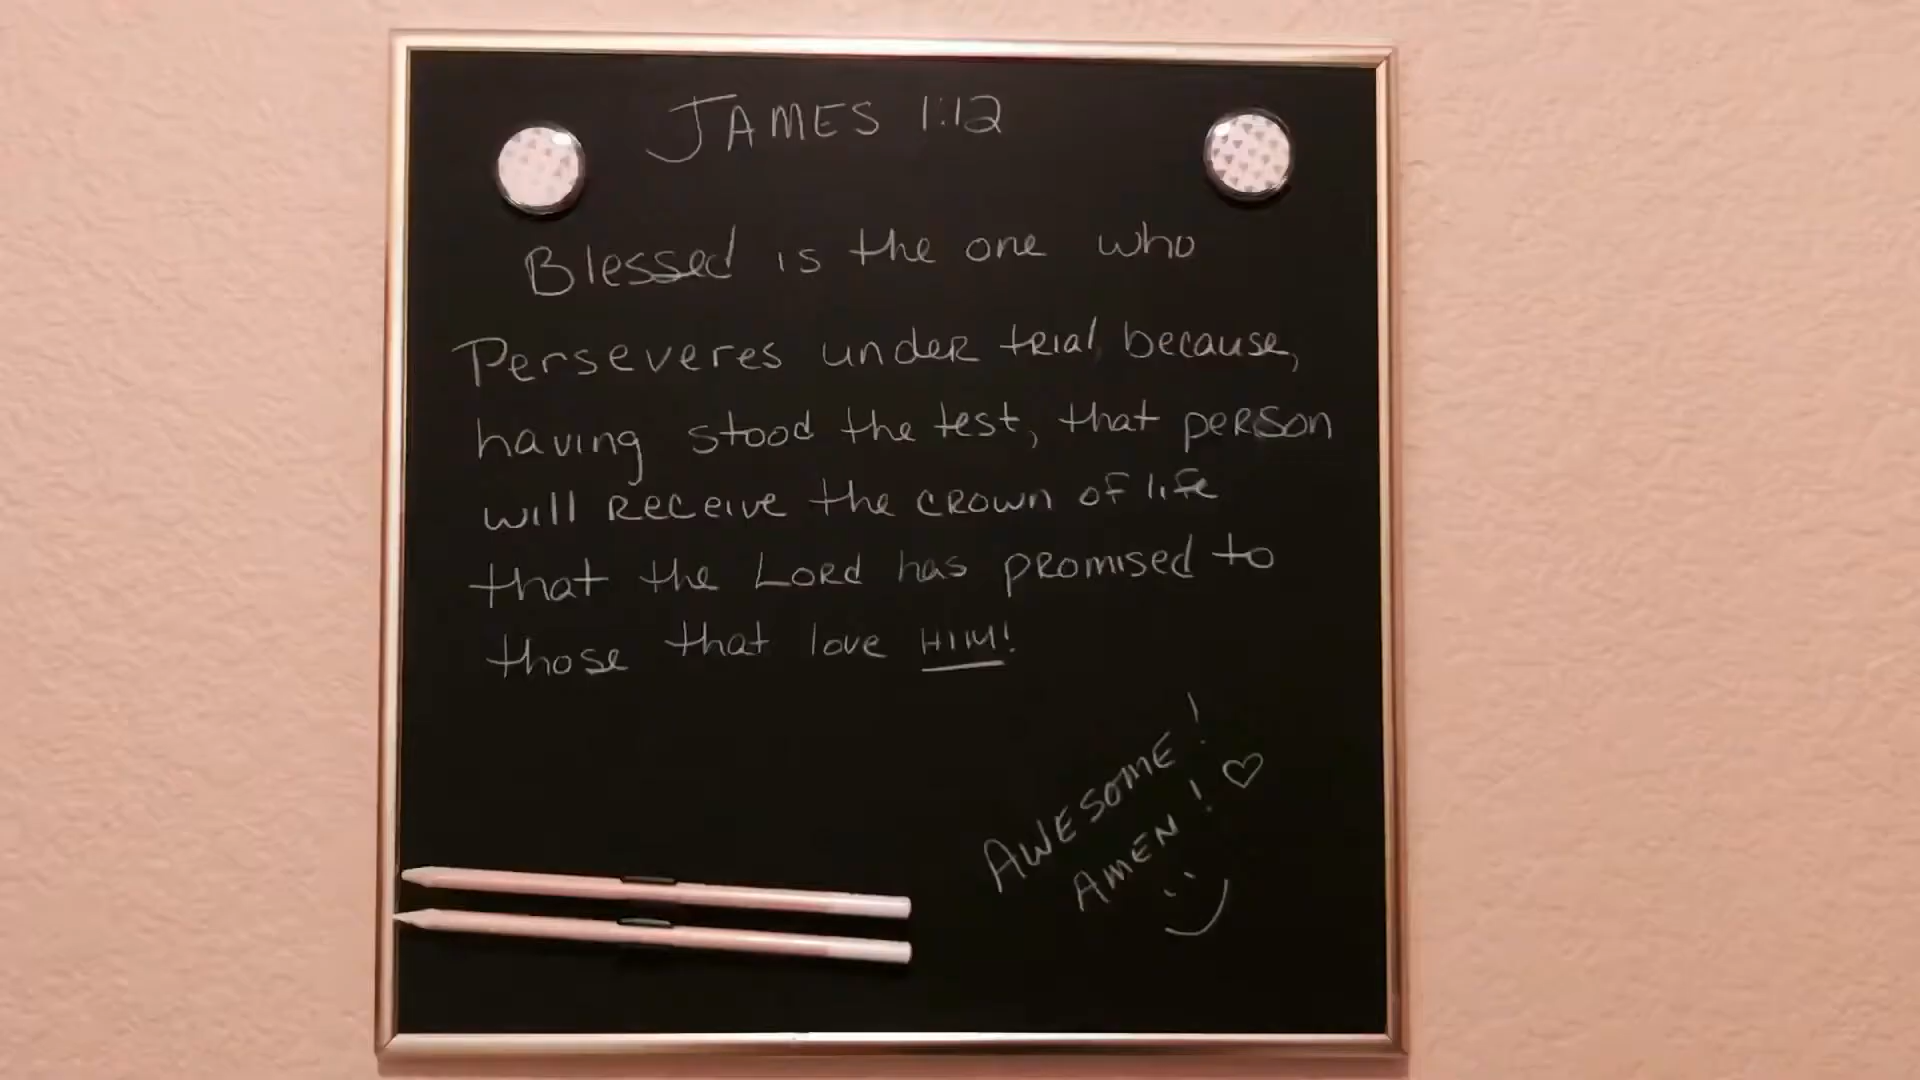 JAMES 1:12
Blessed is the one who
Perseveres under trial because,
having stood the test, that person
will receive the crown of life
that the Lord has promised to
those that love HIM!
AWESOME!
AMEN! ♡